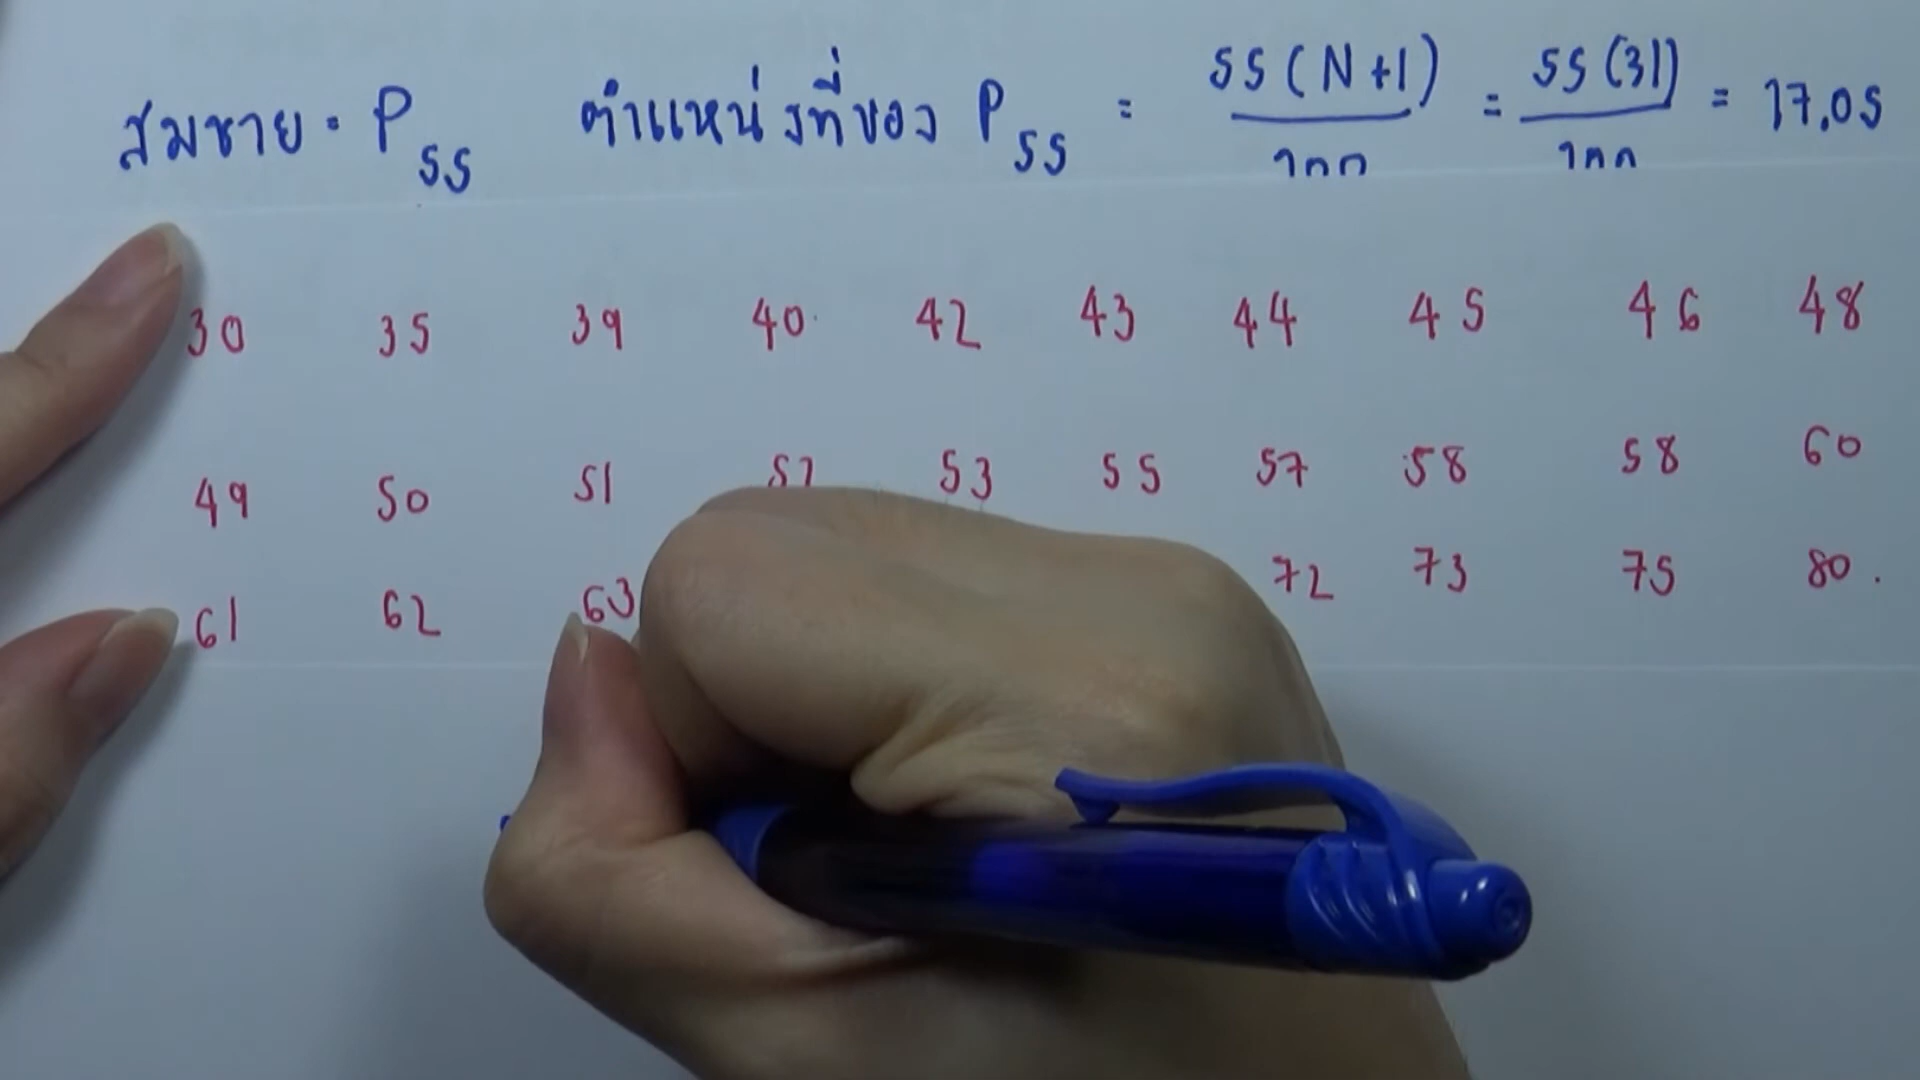 สมชาย = P55 ตำแหน่งที่ของ P55 = 55(N+1)/100 = 55(31)/100 = 17.05
30 35 39 40 42 43 44 45 46 48
49 50 51 53 55 57 58 58 60
61 62 63 72 73 75 80.